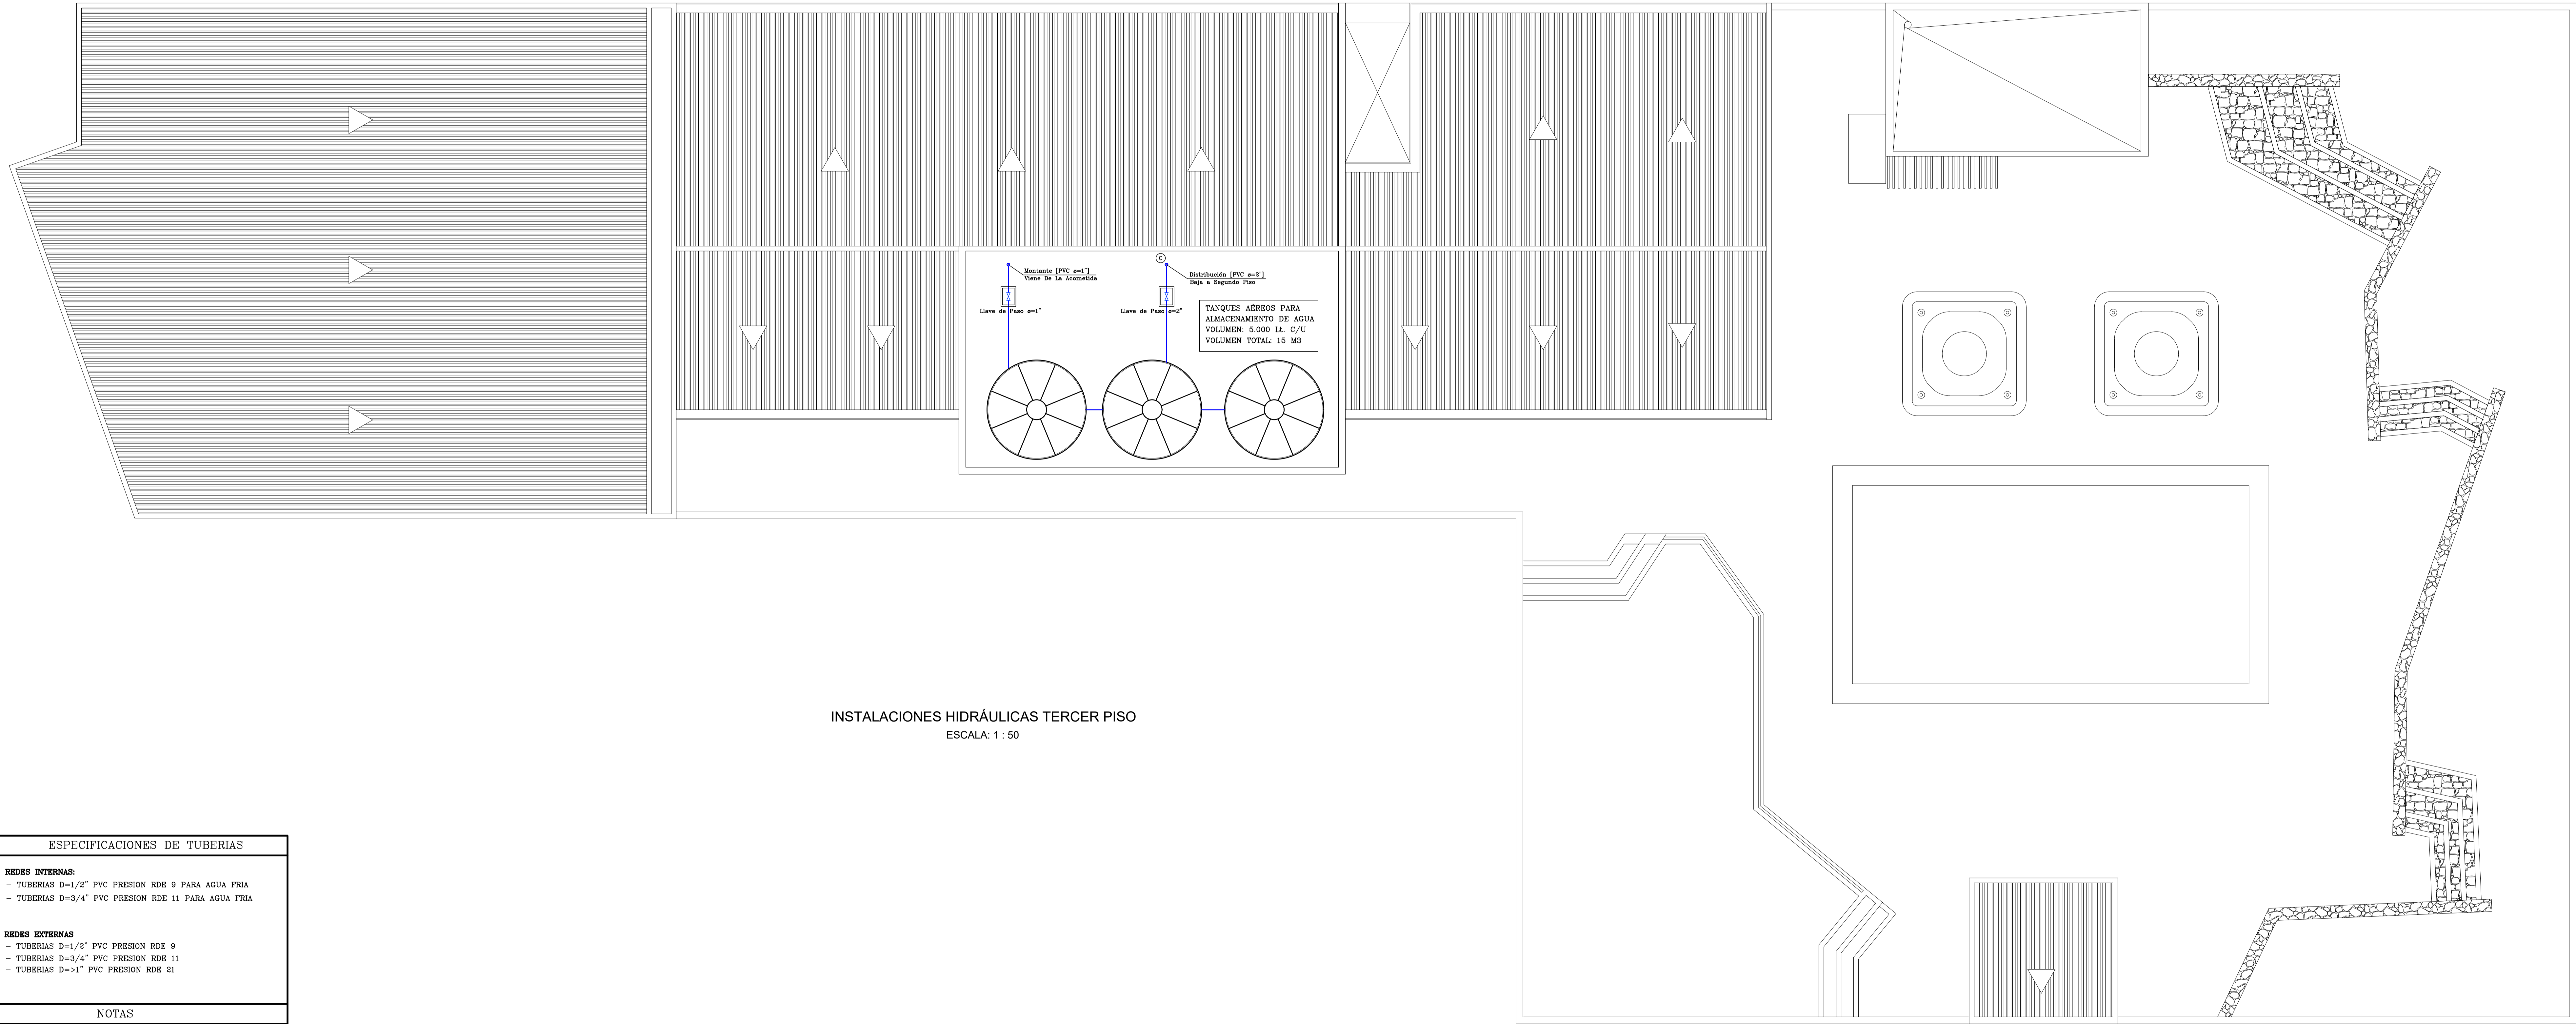 C
Montante [PVC ø=1"]
Viene De La Acometida
Distribución [PVC ø=2"]
Baja a Segundo Piso
Llave de Paso ø=1"
Llave de Paso ø=2"
TANQUES AÉREOS PARA
ALMACENAMIENTO DE AGUA
VOLUMEN: 5.000 Lt. C/U
VOLUMEN TOTAL: 15 M3
INSTALACIONES HIDRÁULICAS TERCER PISO
ESCALA: 1 : 50
ESPECIFICACIONES DE TUBERIAS
REDES INTERNAS:
- TUBERIAS D=1/2" PVC PRESION RDE 9 PARA AGUA FRIA
- TUBERIAS D=3/4" PVC PRESION RDE 11 PARA AGUA FRIA
REDES EXTERNAS
- TUBERIAS D=1/2" PVC PRESION RDE 9
- TUBERIAS D=3/4" PVC PRESION RDE 11
- TUBERIAS D=>1" PVC PRESION RDE 21
NOTAS